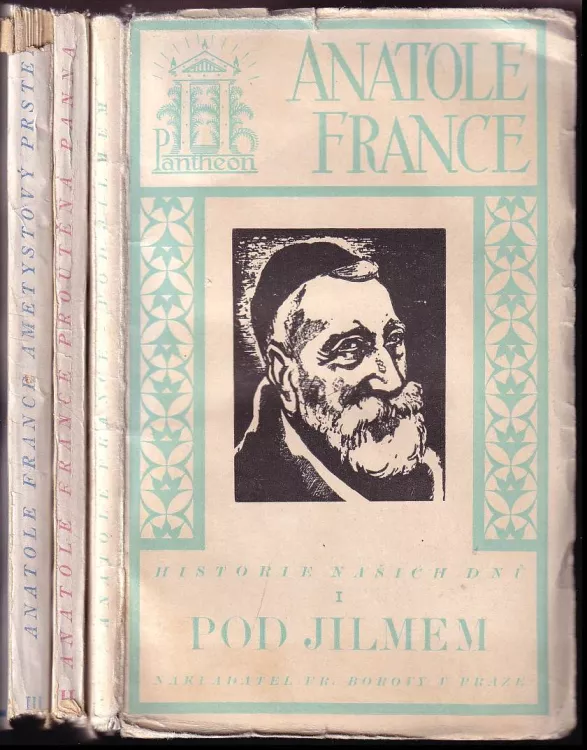 ANATOLE
FRANCE
Pantheon
HISTORIE NAŠICH DNŮ
I
POD JILMEM
NAKLADATEL FR. BOROVÝ V PRAZE
ANATOLE FRANCE POD JILMEM
II ANATOLE FRANCE PROUTĚNÁ PANNA
III ANATOLE FRANCE AMETYSTOVÝ PRSTE